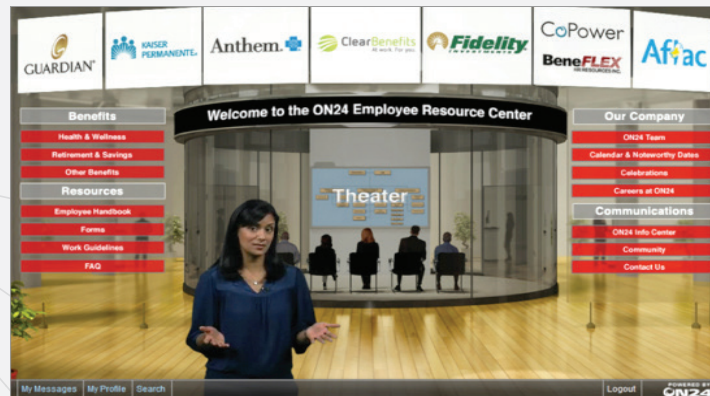 GUARDIAN®
KAISER
PERMANENTE®
Anthem.
ClearBenefits
At work. For you.
Fidelity
INVESTMENTS
CoPower
BeneFLEX
HR RESOURCES INC.
Aflac
Welcome to the ON24 Employee Resource Center
Benefits
Health & Wellness
Retirement & Savings
Other Benefits
Resources
Employee Handbook
Forms
Work Guidelines
FAQ
Theater
Our Company
ON24 Team
Calendar & Noteworthy Dates
Celebrations
Careers at ON24
Communications
ON24 Info Center
Community
Contact Us
My Messages
My Profile
Search
Logout
POWERED BY
ON24